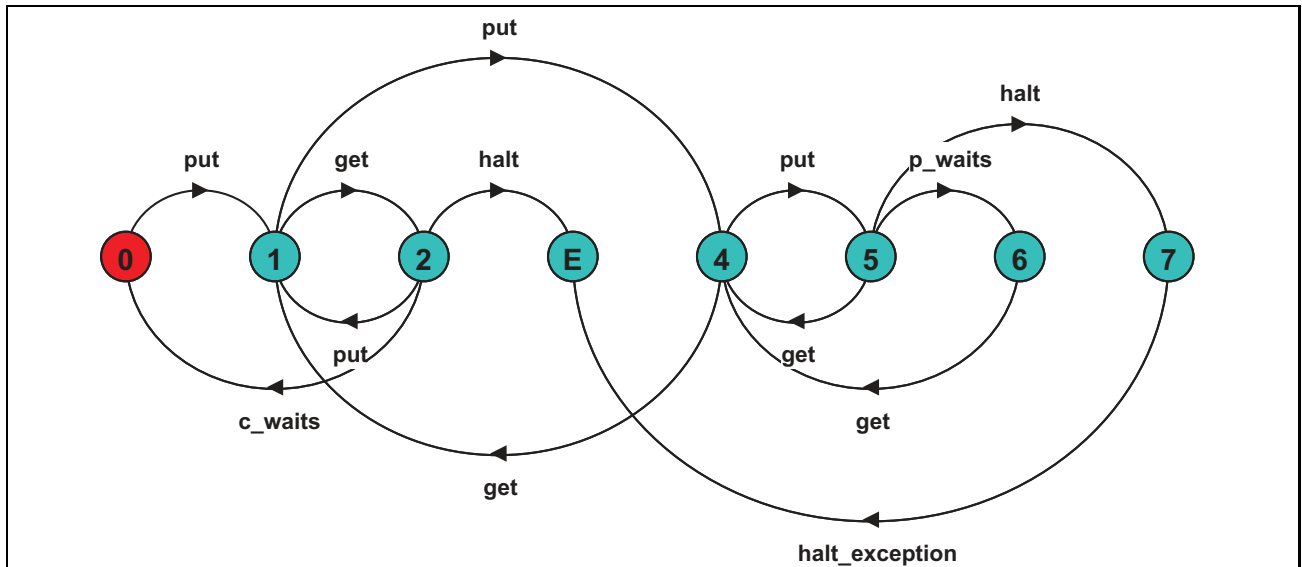 put
halt
put
get
halt
put
p_waits
0
1
2
E
4
5
6
7
put
get
c_waits
get
get
halt_exception